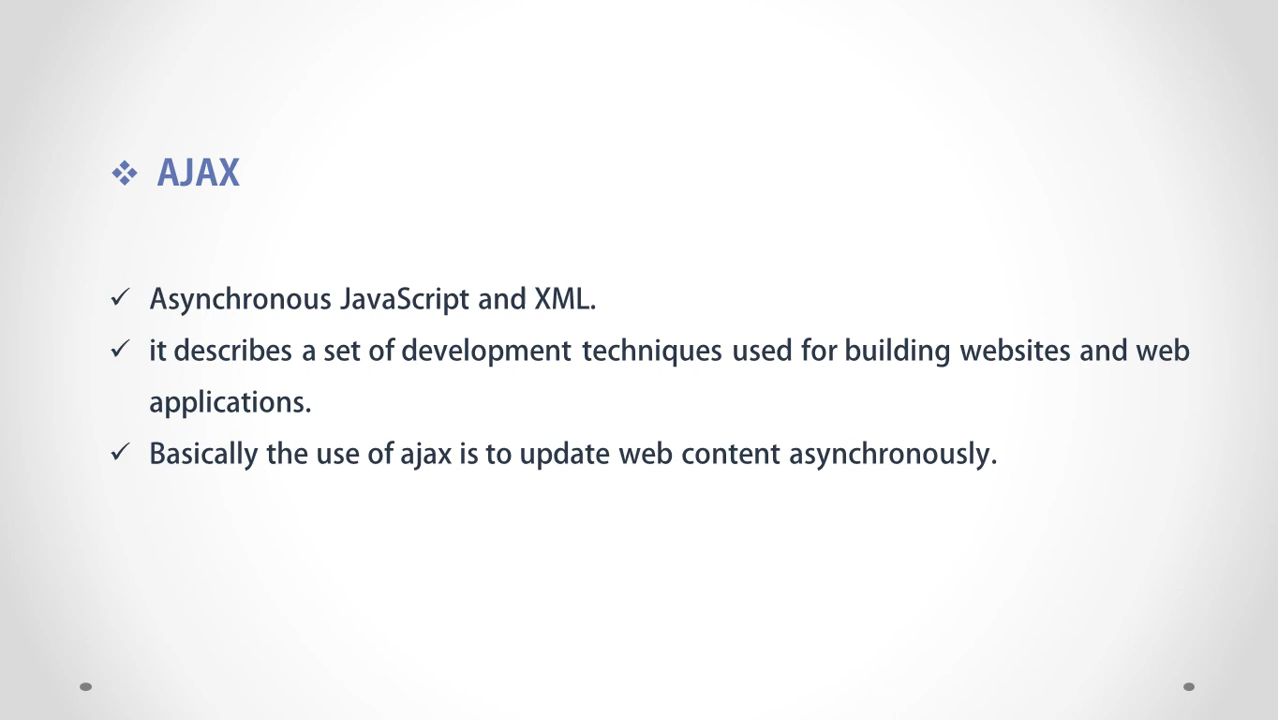 ❖ AJAX
✓ Asynchronous JavaScript and XML.
✓ it describes a set of development techniques used for building websites and web
applications.
✓ Basically the use of ajax is to update web content asynchronously.